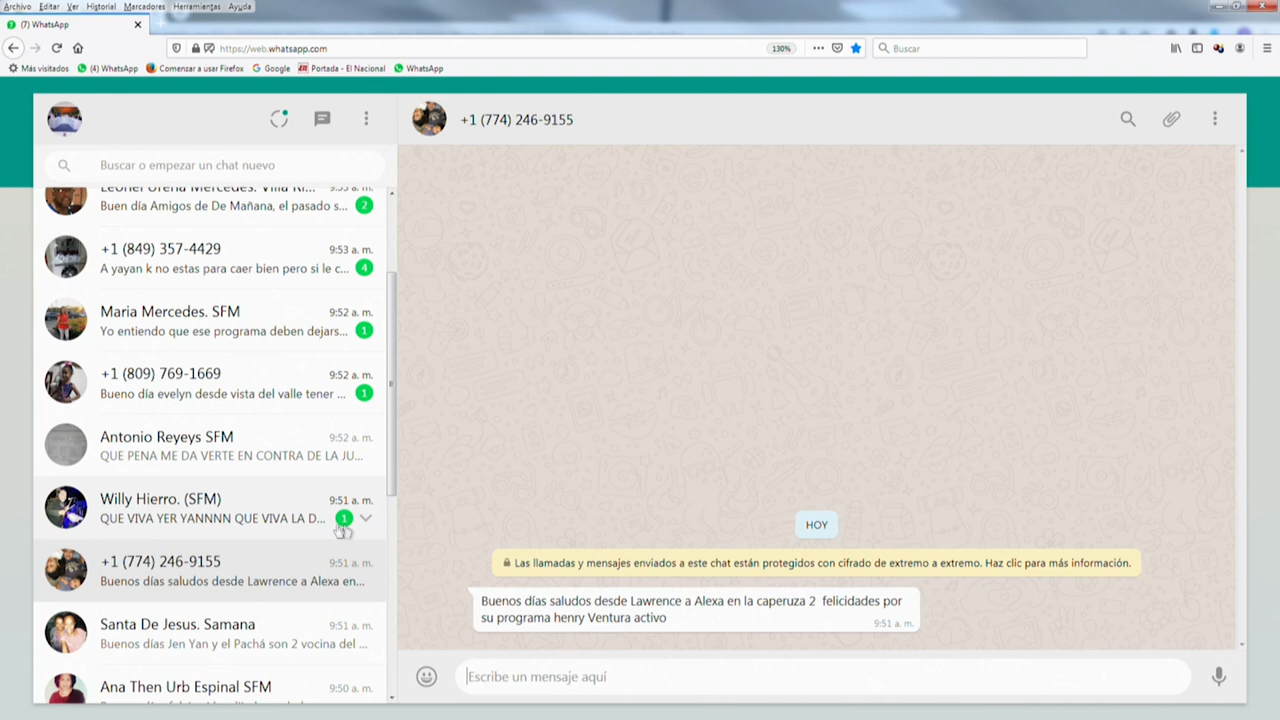 Archivo Editar Ver Historial Marcadores Herramientas Ayuda
(7) WhatsApp
https://web.whatsapp.com
130%
Buscar
Más visitados
(4) WhatsApp
Comenzar a usar Firefox
Google
Portada - El Nacional
WhatsApp
Buscar o empezar un chat nuevo
Leonel Ureña Mercedes. Villa Ri... 9:53 a. m.
Buen día Amigos de De Mañana, el pasado s... 2
+1 (849) 357-4429 9:53 a. m.
A yayan k no estas para caer bien pero si le c... 4
Maria Mercedes. SFM 9:52 a. m.
Yo entiendo que ese programa deben dejars... 1
+1 (809) 769-1669 9:52 a. m.
Bueno día evelyn desde vista del valle tener ... 1
Antonio Reyeys SFM 9:52 a. m.
QUE PENA ME DA VERTE EN CONTRA DE LA JU...
Willy Hierro. (SFM) 9:51 a. m.
QUE VIVA YER YANNNN QUE VIVA LA D... 1
+1 (774) 246-9155 9:51 a. m.
Buenos días saludos desde Lawrence a Alexa en...
Santa De Jesus. Samana 9:51 a. m.
Buenos días Jen Yan y el Pachá son 2 vocina del ...
Ana Then Urb Espinal SFM 9:50 a. m.
+1 (774) 246-9155
HOY
Las llamadas y mensajes enviados a este chat están protegidos con cifrado de extremo a extremo. Haz clic para más información.
Buenos días saludos desde Lawrence a Alexa en la caperuza 2 felicidades por
su programa henry Ventura activo
9:51 a. m.
Escribe un mensaje aquí